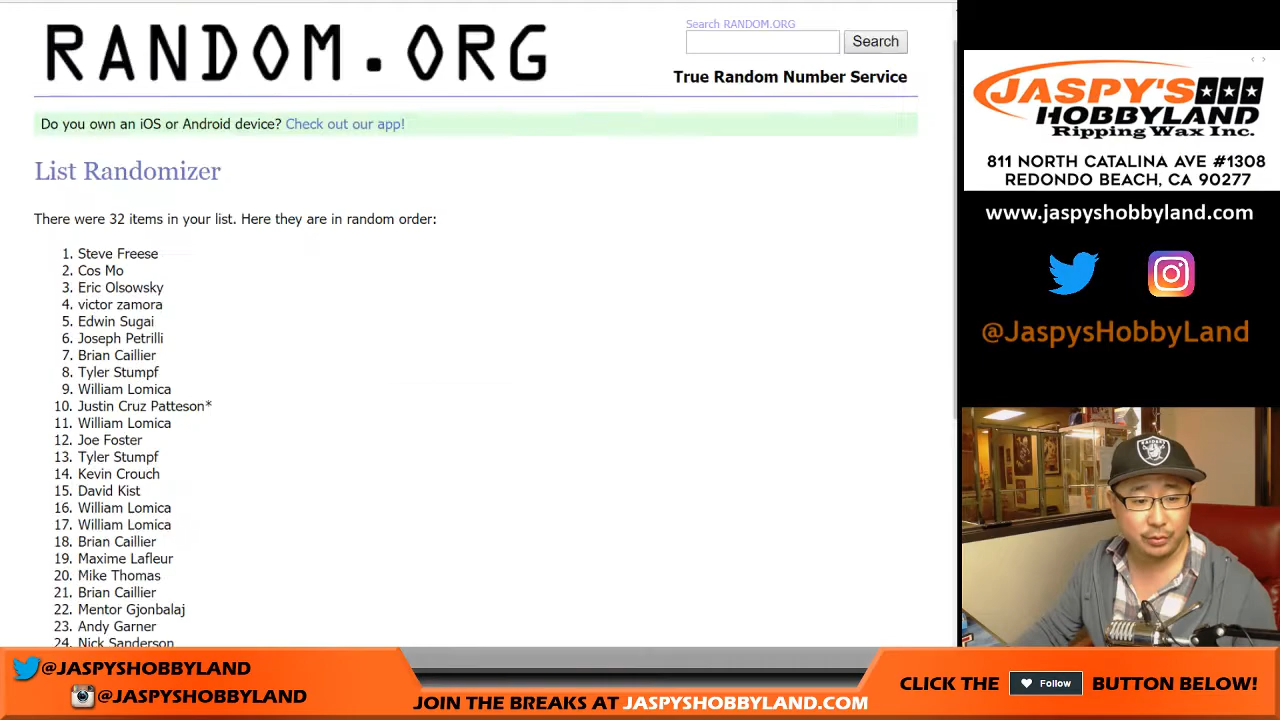 RANDOM.ORG
Search RANDOM.ORG
Search
True Random Number Service
Do you own an iOS or Android device? Check out our app!
List Randomizer
There were 32 items in your list. Here they are in random order:
1. Steve Freese
2. Cos Mo
3. Eric Olsowsky
4. victor zamora
5. Edwin Sugai
6. Joseph Petrilli
7. Brian Caillier
8. Tyler Stumpf
9. William Lomica
10. Justin Cruz Patteson*
11. William Lomica
12. Joe Foster
13. Tyler Stumpf
14. Kevin Crouch
15. David Kist
16. William Lomica
17. William Lomica
18. Brian Caillier
19. Maxime Lafleur
20. Mike Thomas
21. Brian Caillier
22. Mentor Gjonbalaj
23. Andy Garner
24. Nick Sanderson
JASPY'S
HOBBYLAND
Ripping Wax Inc.
811 NORTH CATALINA AVE #1308
REDONDO BEACH, CA 90277
www.jaspyshobbyland.com
@JaspysHobbyLand
RAIDERS
@JASPYSHOBBYLAND
@JASPYSHOBBYLAND
JOIN THE BREAKS AT JASPYSHOBBYLAND.COM
CLICK THE Follow BUTTON BELOW!